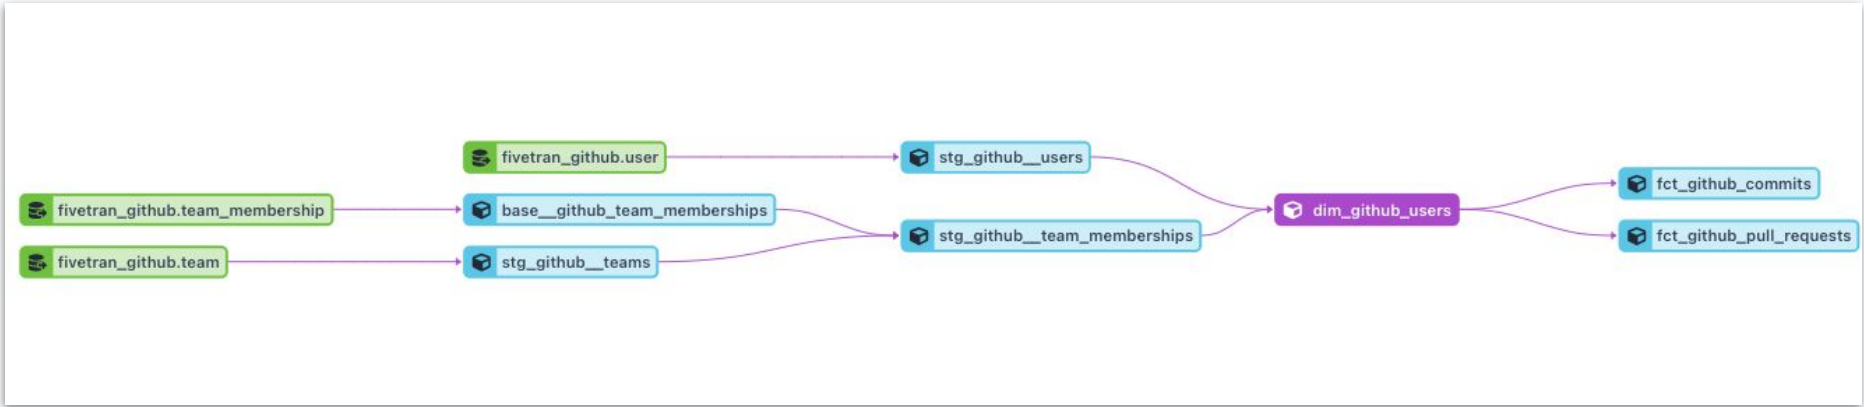 fivetran_github.user
stg_github__users
fivetran_github.team_membership
base__github_team_memberships
stg_github__team_memberships
fivetran_github.team
stg_github__teams
dim_github_users
fct_github_commits
fct_github_pull_requests